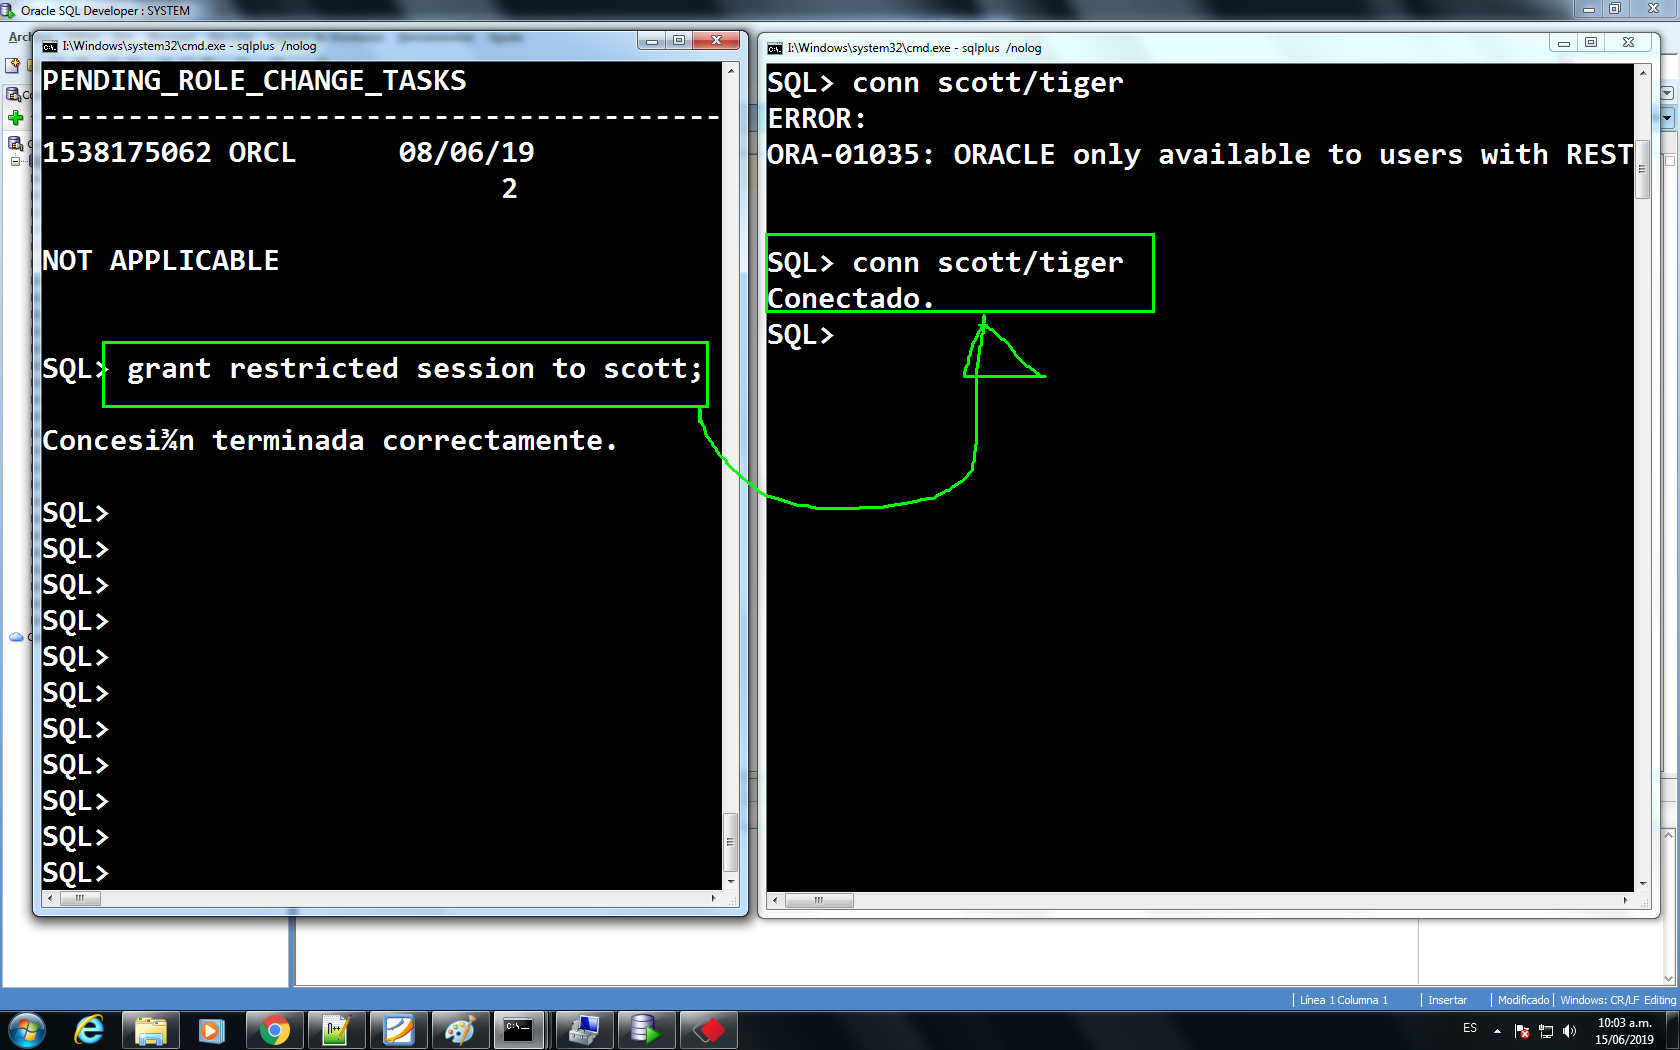 Oracle SQL Developer : SYSTEM
I:\Windows\system32\cmd.exe - sqlplus /nolog
PENDING_ROLE_CHANGE_TASKS
----------------------------------------
1538175062 ORCL 08/06/19
2
NOT APPLICABLE
SQL> grant restricted session to scott;
Concesi¾n terminada correctamente.
SQL>
SQL>
SQL>
SQL>
SQL>
SQL>
SQL>
SQL>
SQL>
SQL>
SQL>
I:\Windows\system32\cmd.exe - sqlplus /nolog
SQL> conn scott/tiger
ERROR:
ORA-01035: ORACLE only available to users with REST
SQL> conn scott/tiger
Conectado.
SQL>
Línea 1 Columna 1 Insertar Modificado Windows: CR/LF Editing
ES 10:03 a.m.
15/06/2019